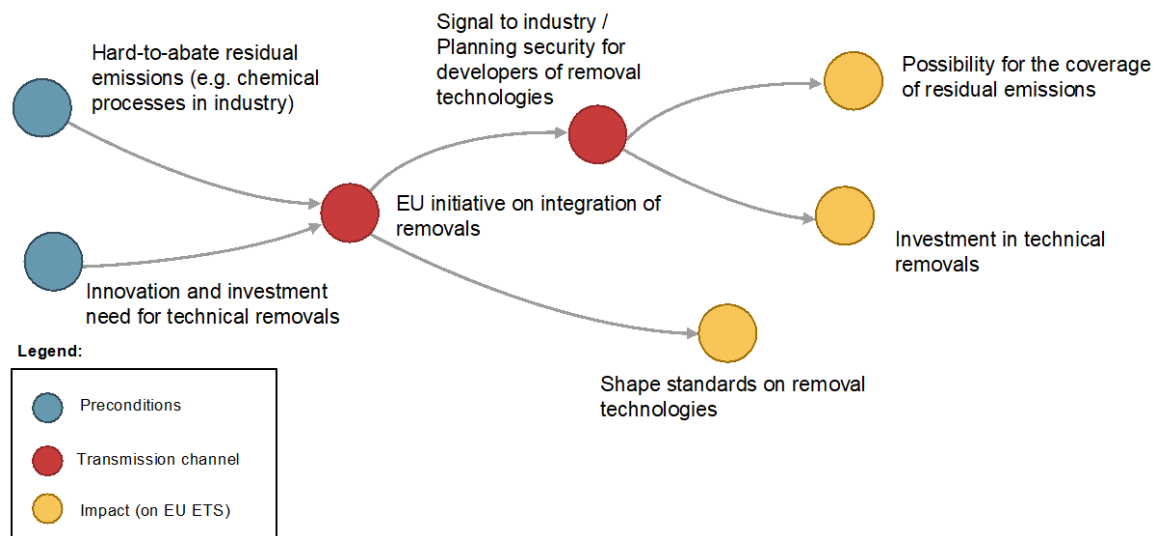 Hard-to-abate residual
emissions (e.g. chemical
processes in industry)
Signal to industry /
Planning security for
developers of removal
technologies
Possibility for the coverage
of residual emissions
EU initiative on integration of
removals
Investment in technical
removals
Innovation and investment
need for technical removals
Shape standards on removal
technologies
Legend:
Preconditions
Transmission channel
Impact (on EU ETS)